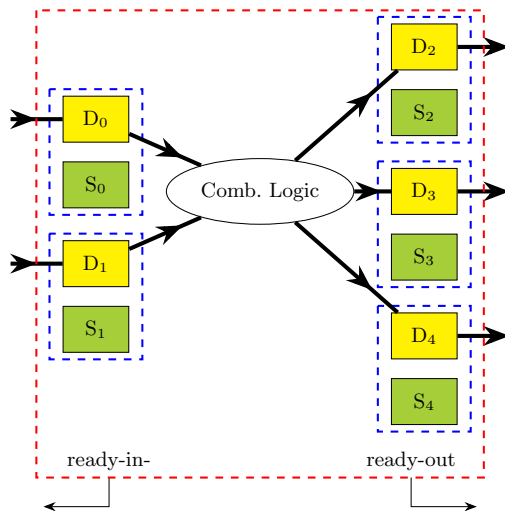 D₂
D₀
S₂
S₀
Comb. Logic
D₃
D₁
S₃
S₁
D₄
S₄
ready-in-
ready-out